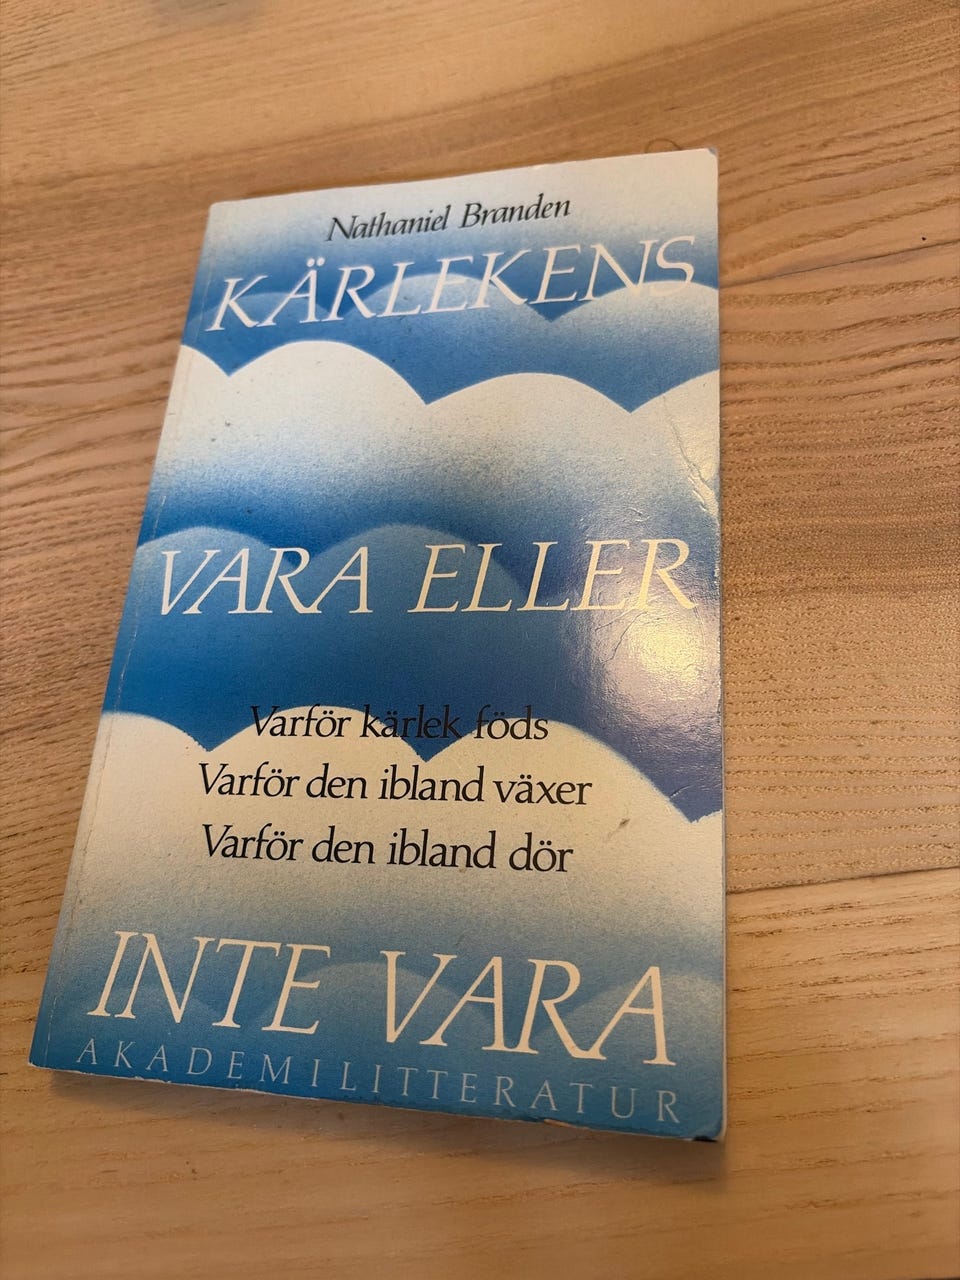 Nathaniel Branden
KÄRLEKENS
VARA ELLER
Varför kärlek föds
Varför den ibland växer
Varför den ibland dör
INTE VARA
AKADEMILITTERATUR